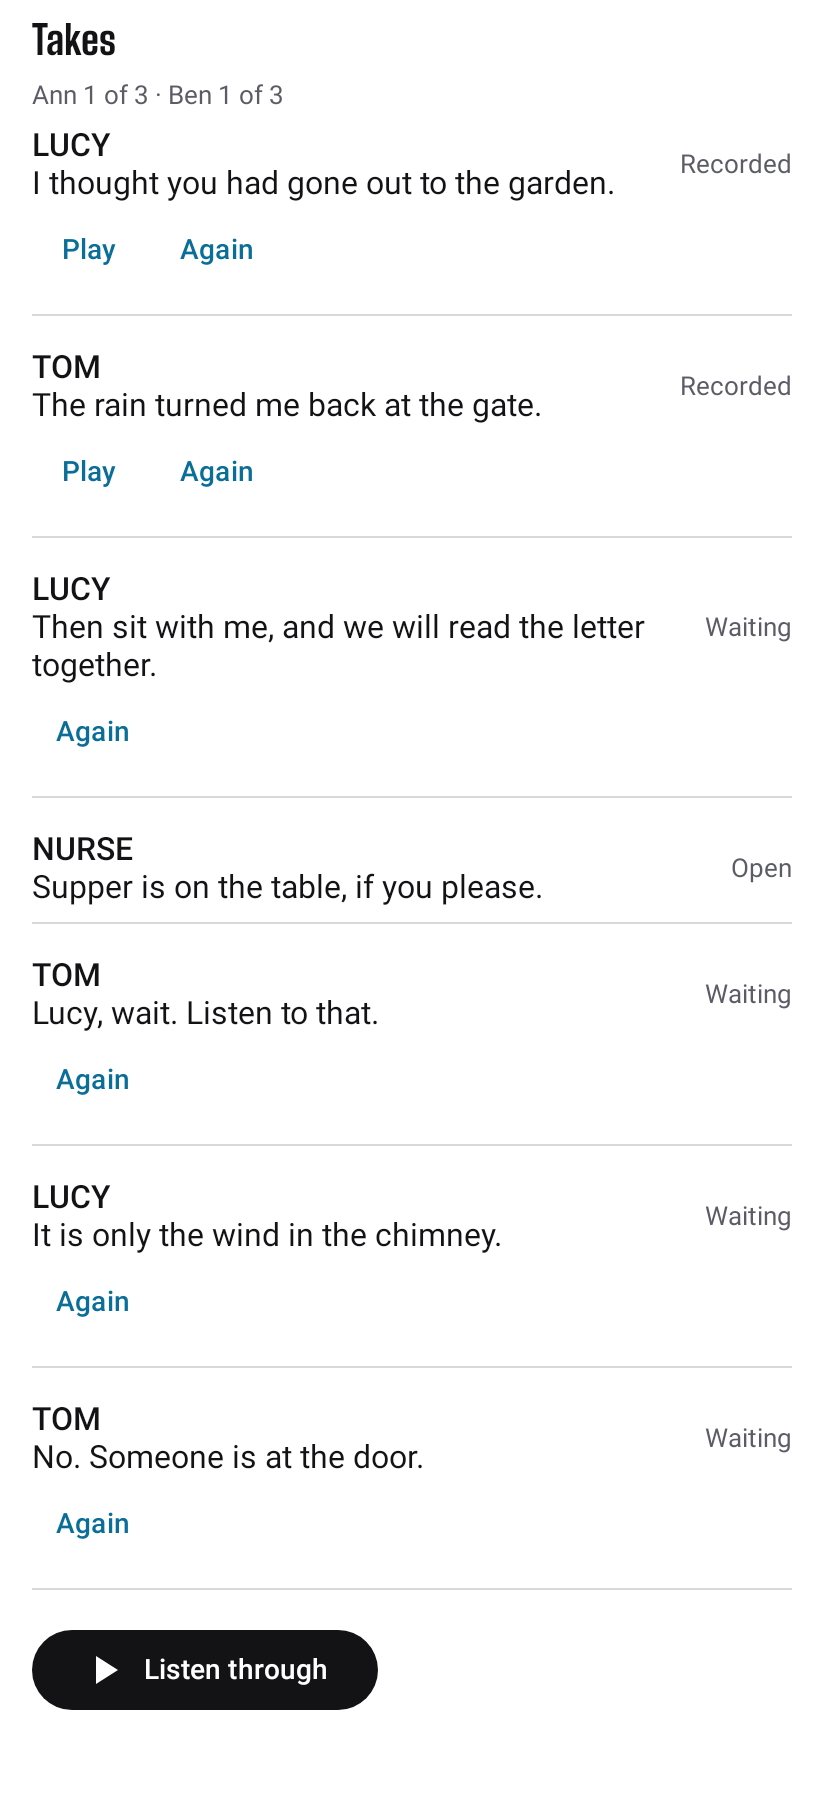 Takes
Ann 1 of 3 · Ben 1 of 3
LUCY
I thought you had gone out to the garden.
Recorded
Play Again
TOM
The rain turned me back at the gate.
Recorded
Play Again
LUCY
Then sit with me, and we will read the letter
together.
Waiting
Again
NURSE
Supper is on the table, if you please.
Open
TOM
Lucy, wait. Listen to that.
Waiting
Again
LUCY
It is only the wind in the chimney.
Waiting
Again
TOM
No. Someone is at the door.
Waiting
Again
Listen through